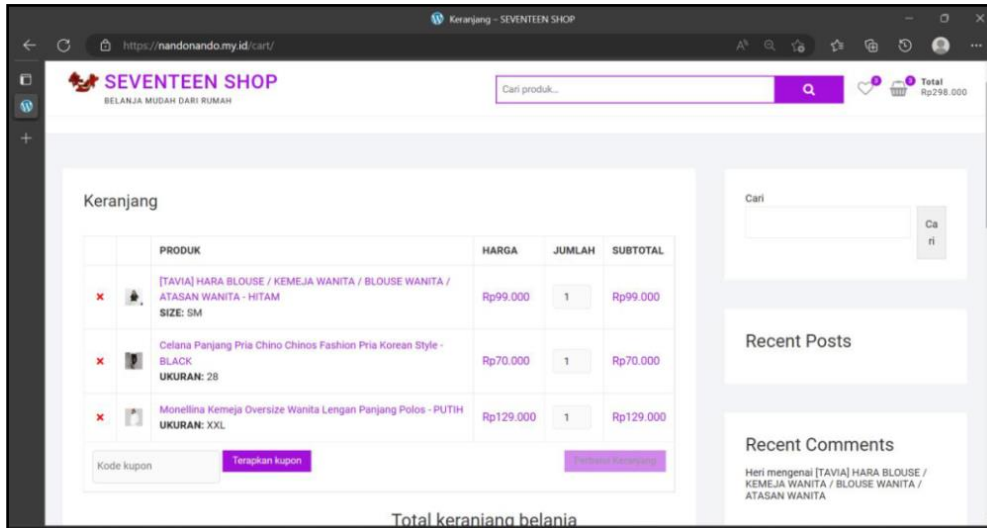 Keranjang – SEVENTEEN SHOP
https://nandonando.my.id/cart/
SEVENTEEN SHOP
BELANJA MUDAH DARI RUMAH
Cari produk...
Total
Rp298.000
Keranjang
PRODUK HARGA JUMLAH SUBTOTAL
[TAVIA] HARA BLOUSE / KEMEJA WANITA / BLOUSE WANITA /
ATASAN WANITA - HITAM
SIZE: SM
Rp99.000 1 Rp99.000
Celana Panjang Pria Chino Chinos Fashion Pria Korean Style -
BLACK
UKURAN: 28
Rp70.000 1 Rp70.000
Monellina Kemeja Oversize Wanita Lengan Panjang Polos - PUTIH
UKURAN: XXL
Rp129.000 1 Rp129.000
Kode kupon
Terapkan kupon
Total keranjang belanja
Cari
Ca
ri
Recent Posts
Recent Comments
Heri mengenai [TAVIA] HARA BLOUSE /
KEMEJA WANITA / BLOUSE WANITA /
ATASAN WANITA